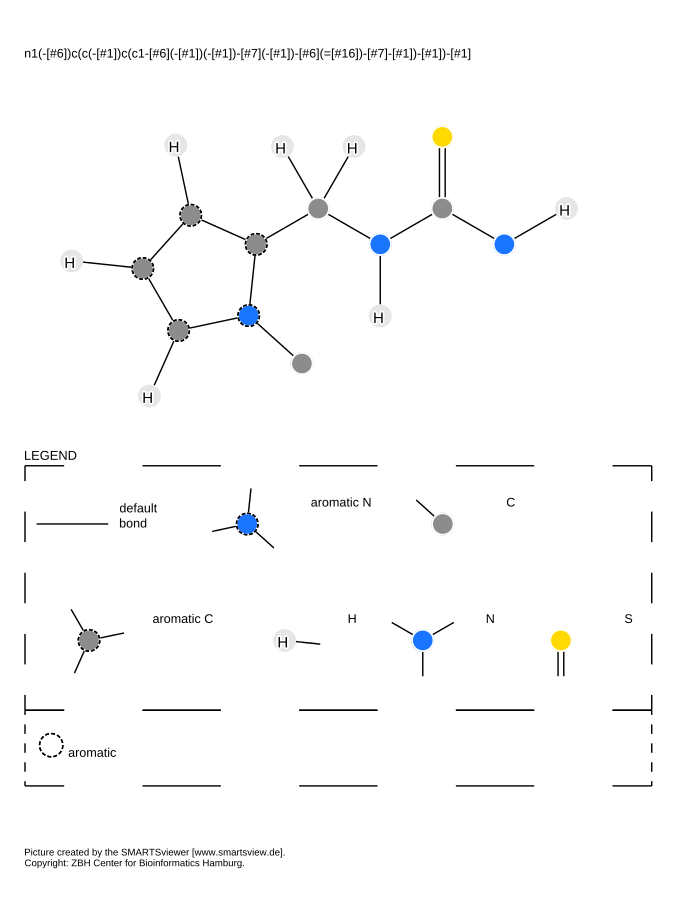 n1(-[#6])c(c(-[#1])c(c1-[#6](-[#1])(-[#1])-[#7](-[#1])-[#6](=[#16])-[#7]-[#1])-[#1])-[#1]
H
H
H
H
H
H
H
LEGEND
default
bond
aromatic N
C
aromatic C
H
H
N
S
aromatic
Picture created by the SMARTSviewer [www.smartsview.de].
Copyright: ZBH Center for Bioinformatics Hamburg.